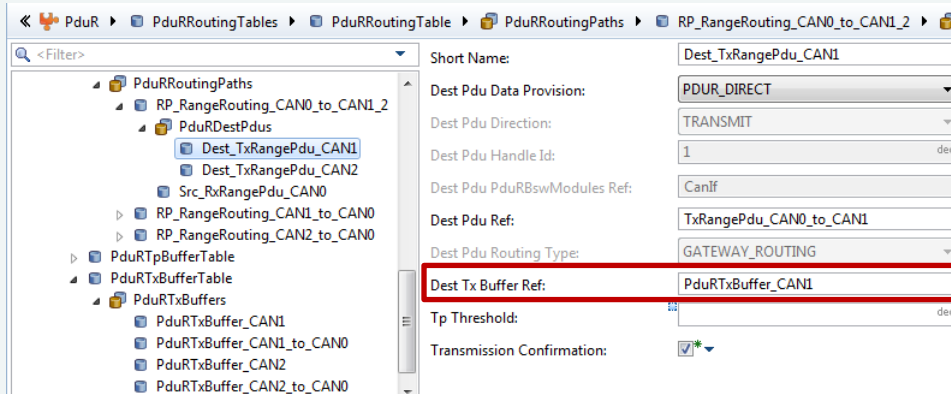 « PduR ▸ PduRRoutingTables ▸ PduRRoutingTable ▸ PduRRoutingPaths ▸ RP_RangeRouting_CAN0_to_CAN1_2 ▸
<Filter>
PduRRoutingPaths
RP_RangeRouting_CAN0_to_CAN1_2
PduRDestPdus
Dest_TxRangePdu_CAN1
Dest_TxRangePdu_CAN2
Src_RxRangePdu_CAN0
RP_RangeRouting_CAN1_to_CAN0
RP_RangeRouting_CAN2_to_CAN0
PduRTpBufferTable
PduRTxBufferTable
PduRTxBuffers
PduRTxBuffer_CAN1
PduRTxBuffer_CAN1_to_CAN0
PduRTxBuffer_CAN2
PduRTxBuffer_CAN2_to_CAN0
Short Name: Dest_TxRangePdu_CAN1
Dest Pdu Data Provision: PDUR_DIRECT
Dest Pdu Direction: TRANSMIT
Dest Pdu Handle Id: 1 dec
Dest Pdu PduRBswModules Ref: CanIf
Dest Pdu Ref: TxRangePdu_CAN0_to_CAN1
Dest Pdu Routing Type: GATEWAY_ROUTING
Dest Tx Buffer Ref: PduRTxBuffer_CAN1
Tp Threshold: dec
Transmission Confirmation: